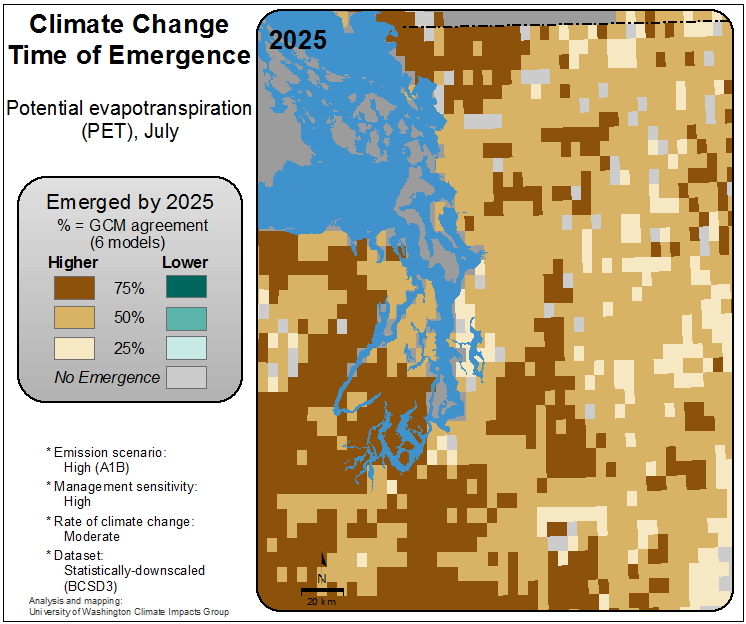 Climate Change
Time of Emergence
Potential evapotranspiration
(PET), July
2025
Emerged by 2025
% = GCM agreement
(6 models)
Higher Lower
75%
50%
25%
No Emergence
* Emission scenario:
High (A1B)
* Management sensitivity:
High
* Rate of climate change:
Moderate
* Dataset:
Statistically-downscaled
(BCSD3)
Analysis and mapping:
University of Washington Climate Impacts Group
N
20 km